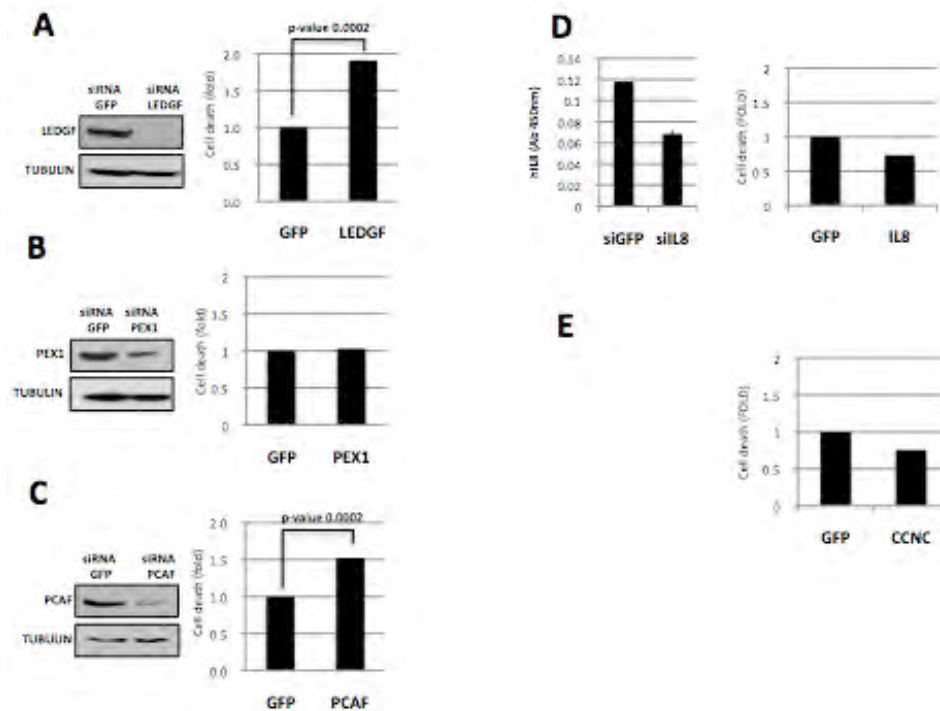 A
siRNA siRNA
GFP LEDGF
LEDGF
TUBULIN
p-value 0.0002
Cell death (fold)
2.0
1.5
1.0
0.5
0.0
GFP LEDGF
B
siRNA siRNA
GFP PEX1
PEX1
TUBULIN
Cell death (fold)
2
1.5
1
0.5
0
GFP PEX1
C
siRNA siRNA
GFP PCAF
PCAF
TUBULIN
p-value 0.0002
Cell death (fold)
2.0
1.5
1.0
0.5
0.0
GFP PCAF
D
hIL8 (Ab 450nm)
0.14
0.12
0.1
0.08
0.06
0.04
0.02
0
siGFP siIL8
Cell death (FOLD)
2
1.5
1
0.5
0
GFP IL8
E
Cell death (FOLD)
2
1.5
1
0.5
0
GFP CCNC